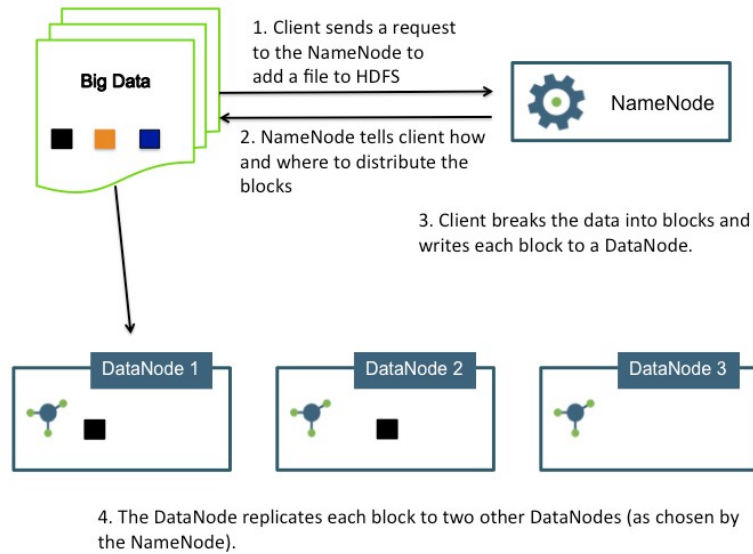 1. Client sends a request
to the NameNode to
add a file to HDFS
Big Data
NameNode
2. NameNode tells client how
and where to distribute the
blocks
3. Client breaks the data into blocks and
writes each block to a DataNode.
DataNode 1
DataNode 2
DataNode 3
4. The DataNode replicates each block to two other DataNodes (as chosen by
the NameNode).